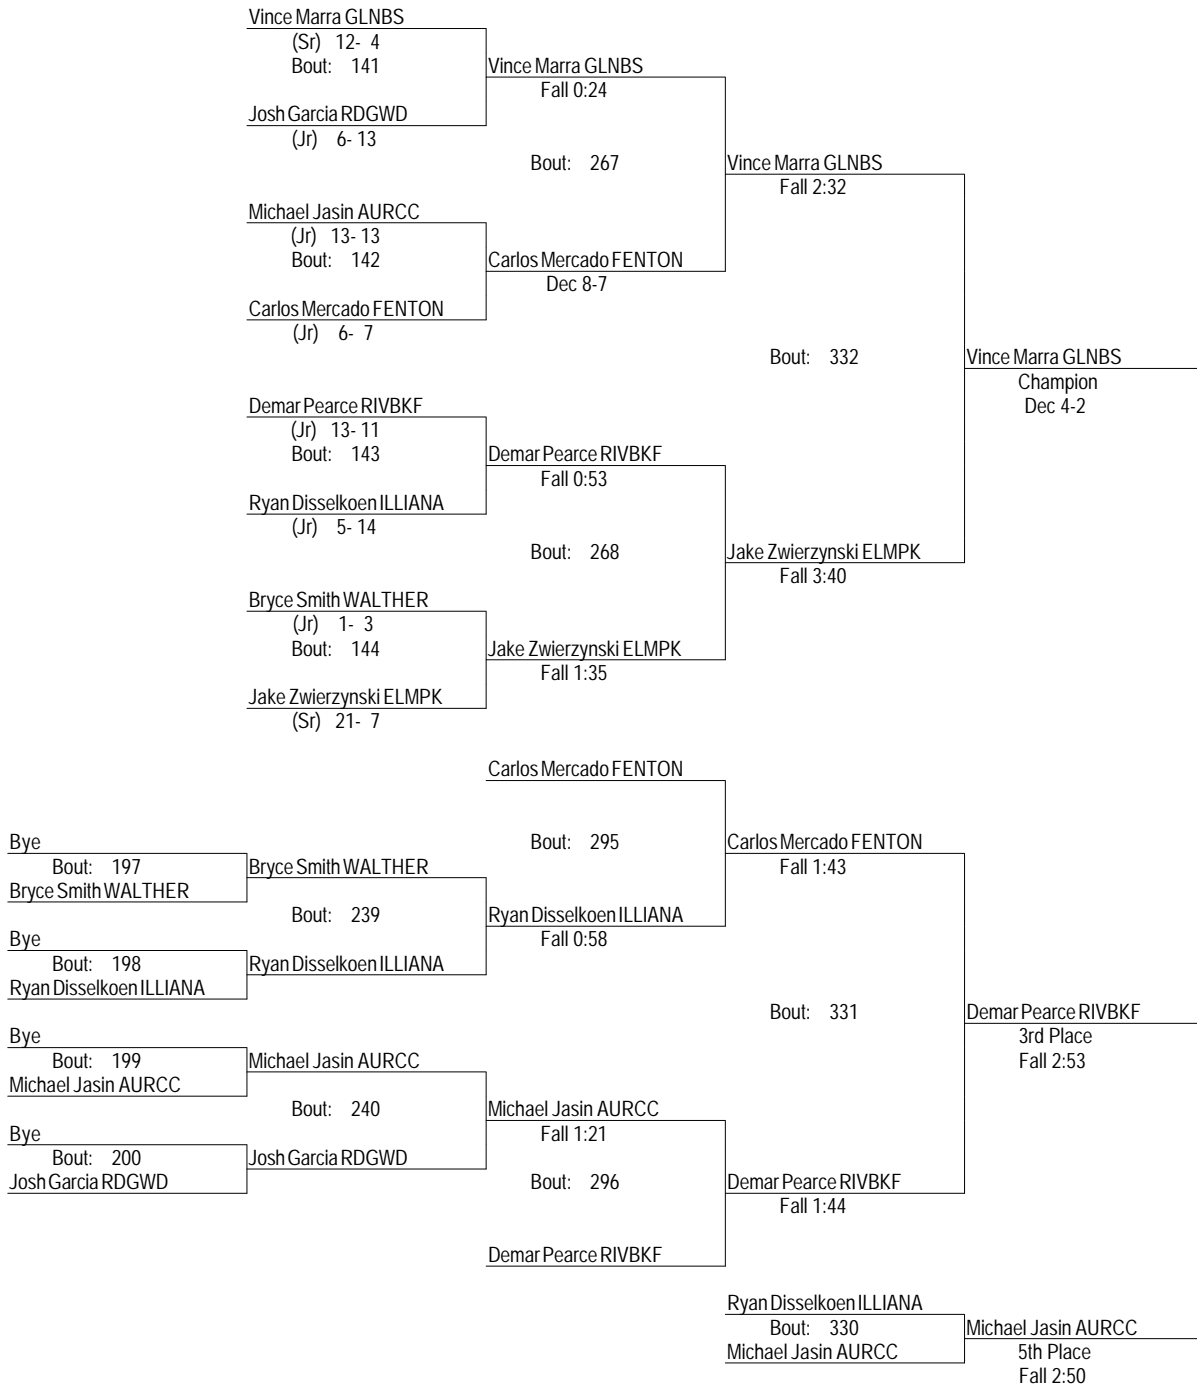 Vince Marra GLNBS
(Sr) 12- 4
Bout: 141
Vince Marra GLNBS
Fall 0:24
Josh Garcia RDGWD
(Jr) 6- 13
Bout: 267
Vince Marra GLNBS
Fall 2:32
Michael Jasin AURCC
(Jr) 13- 13
Bout: 142
Carlos Mercado FENTON
Dec 8-7
Carlos Mercado FENTON
(Jr) 6- 7
Bout: 332
Vince Marra GLNBS
Champion
Dec 4-2
Demar Pearce RIVBKF
(Jr) 13- 11
Bout: 143
Demar Pearce RIVBKF
Fall 0:53
Ryan Disselkoen ILLIANA
(Jr) 5- 14
Bout: 268
Jake Zwierzynski ELMPK
Fall 3:40
Bryce Smith WALTHER
(Jr) 1- 3
Bout: 144
Jake Zwierzynski ELMPK
Fall 1:35
Jake Zwierzynski ELMPK
(Sr) 21- 7
Carlos Mercado FENTON
Bout: 295
Carlos Mercado FENTON
Fall 1:43
Bye
Bout: 197
Bryce Smith WALTHER
Bryce Smith WALTHER
Bout: 239
Ryan Disselkoen ILLIANA
Fall 0:58
Bye
Bout: 198
Ryan Disselkoen ILLIANA
Ryan Disselkoen ILLIANA
Bout: 331
Demar Pearce RIVBKF
3rd Place
Fall 2:53
Bye
Bout: 199
Michael Jasin AURCC
Michael Jasin AURCC
Bout: 240
Michael Jasin AURCC
Fall 1:21
Bye
Bout: 200
Josh Garcia RDGWD
Josh Garcia RDGWD
Bout: 296
Demar Pearce RIVBKF
Fall 1:44
Demar Pearce RIVBKF
Ryan Disselkoen ILLIANA
Bout: 330
Michael Jasin AURCC
Michael Jasin AURCC
5th Place
Fall 2:50